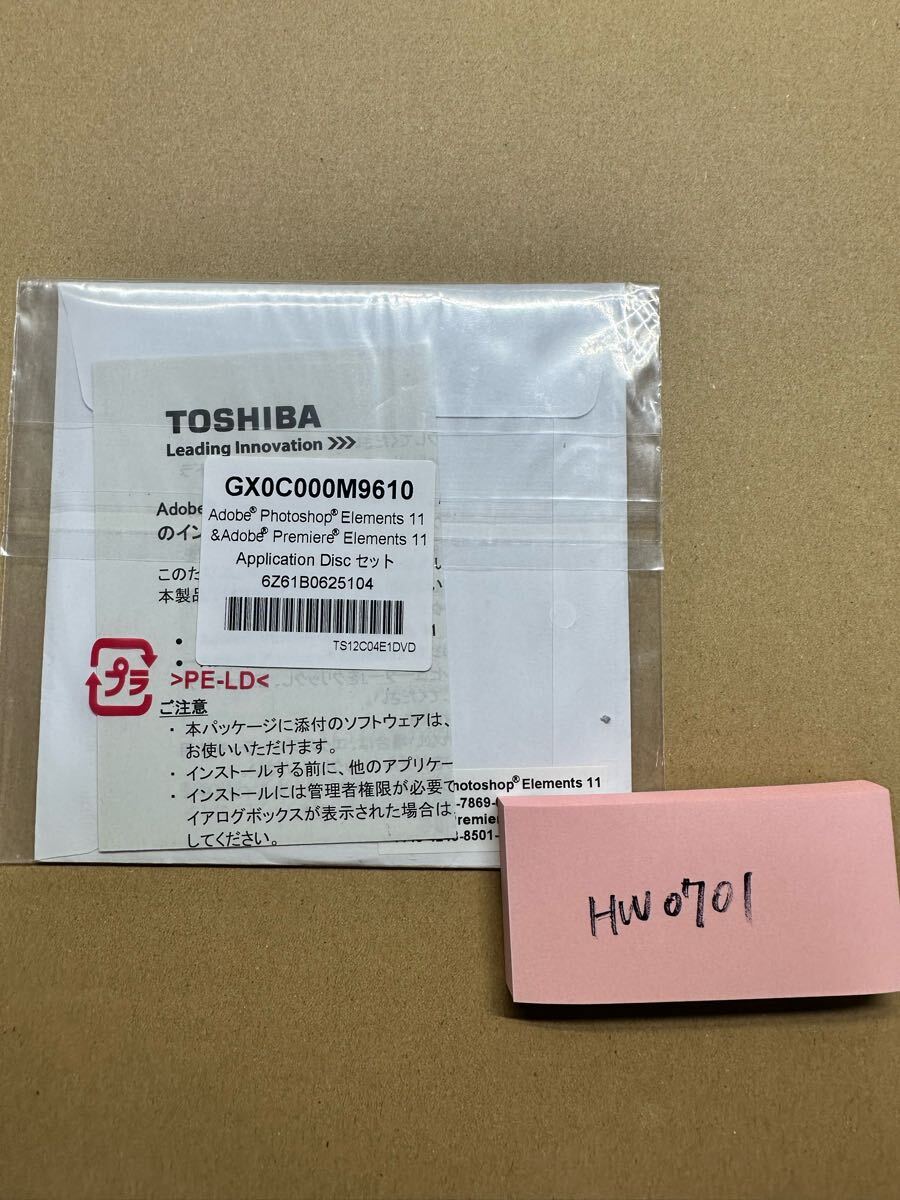 TOSHIBA
Leading Innovation >>>
GX0C000M9610
Adobe® Photoshop® Elements 11
&Adobe® Premiere® Elements 11
Application Disc セット
6Z61B0625104
TS12C04E1DVD
Adobe
のイン
このた
本製品
プラ
>PE-LD<
ご注意
・ 本パッケージに添付のソフトウェアは、
お使いいただけます。
・ インストールする前に、他のアプリケー
・ インストールには管理者権限が必要で
イアログボックスが表示された場合は、
してください。
hotoshop® Elements 11
-7869-
remier
-8501-
HW0701